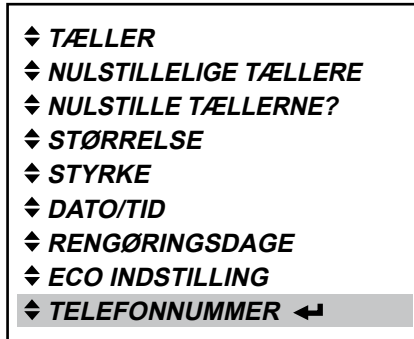 TÆLLER
NULSTILLELIGE TÆLLERE
NULSTILLE TÆLLERNE?
STØRRELSE
STYRKE
DATO/TID
RENGØRINGSDAGE
ECO INDSTILLING
TELEFONNUMMER